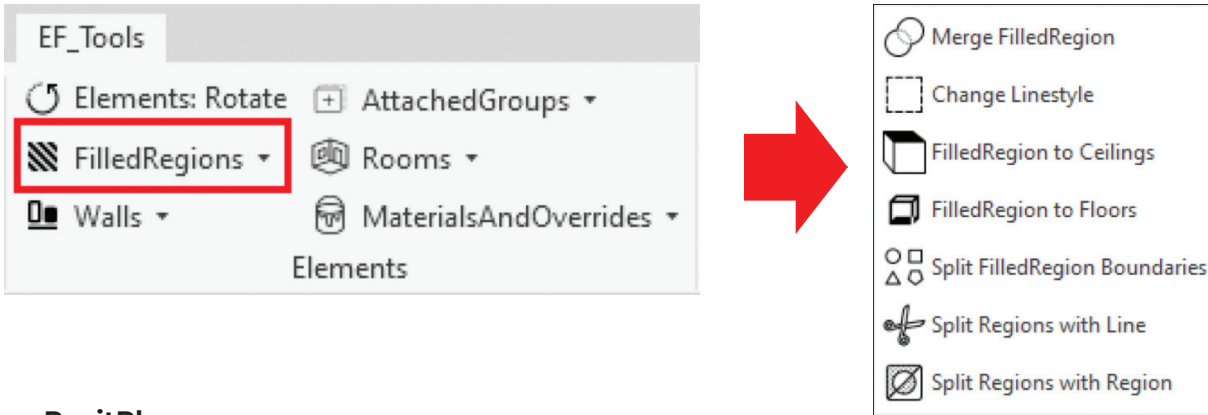 EF_Tools
Elements: Rotate
AttachedGroups
FilledRegions
Rooms
Walls
MaterialsAndOverrides
Elements
Merge FilledRegion
Change Linestyle
FilledRegion to Ceilings
FilledRegion to Floors
Split FilledRegion Boundaries
Split Regions with Line
Split Regions with Region